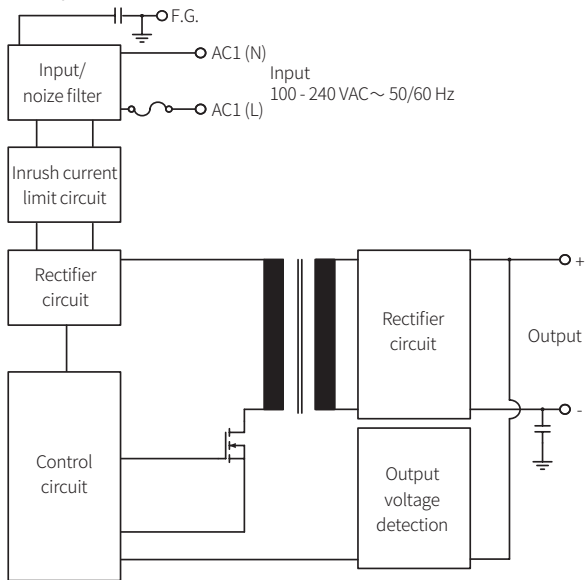 F.G.
AC1 (N)
Input/
noize filter
Input
100 - 240 VAC～ 50/60 Hz
AC1 (L)
Inrush current
limit circuit
Rectifier
circuit
Rectifier
circuit
+
Output
-
Control
circuit
Output
voltage
detection